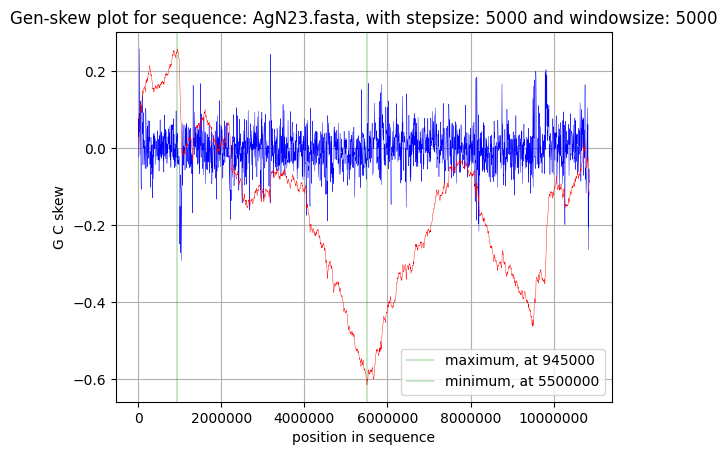 Gen-skew plot for sequence: AgN23.fasta, with stepsize: 5000 and windowsize: 5000
0.2
0.0
−0.2
−0.4
−0.6
G C skew
maximum, at 945000
minimum, at 5500000
0 2000000 4000000 6000000 8000000 10000000
position in sequence